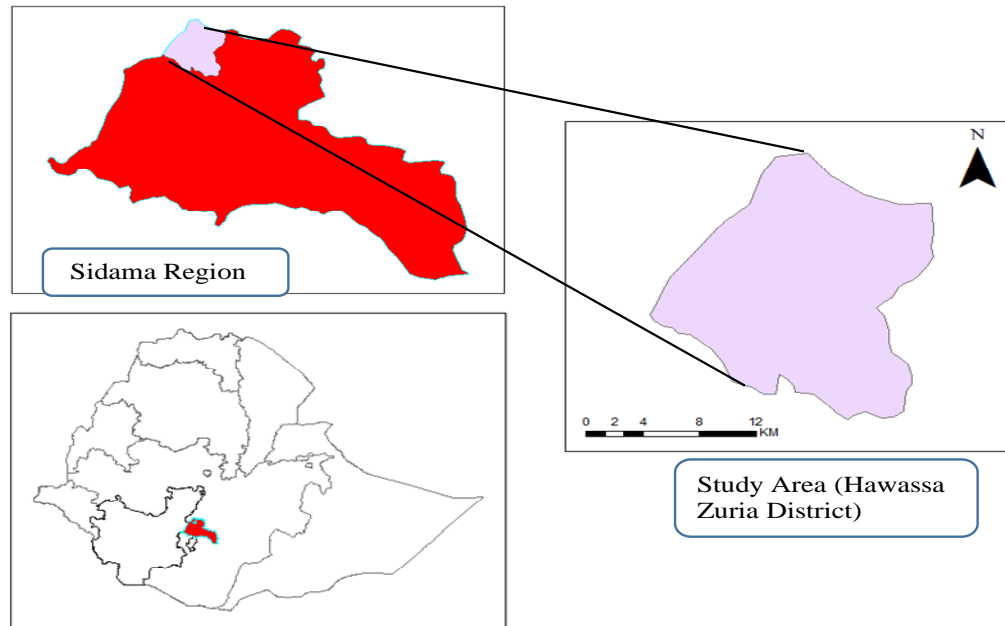 Sidama Region
N
0 2 4 8 12
KM
Study Area (Hawassa
Zuria District)